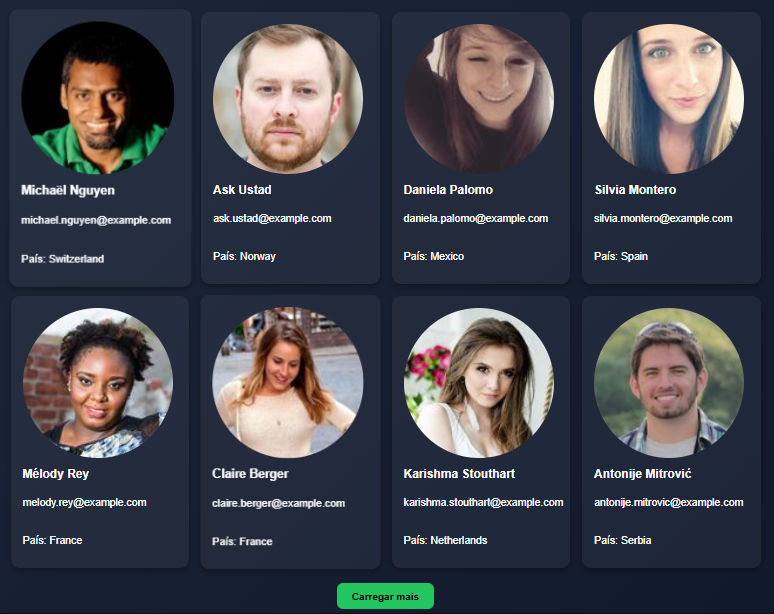 Michaël Nguyen
michael.nguyen@example.com
País: Switzerland
Ask Ustad
ask.ustad@example.com
País: Norway
Daniela Palomo
daniela.palomo@example.com
País: Mexico
Silvia Montero
silvia.montero@example.com
País: Spain
Mélody Rey
melody.rey@example.com
País: France
Claire Berger
claire.berger@example.com
País: France
Karishma Stouthart
karishma.stouthart@example.com
País: Netherlands
Antonije Mitrović
antonije.mitrovic@example.com
País: Serbia
Carregar mais